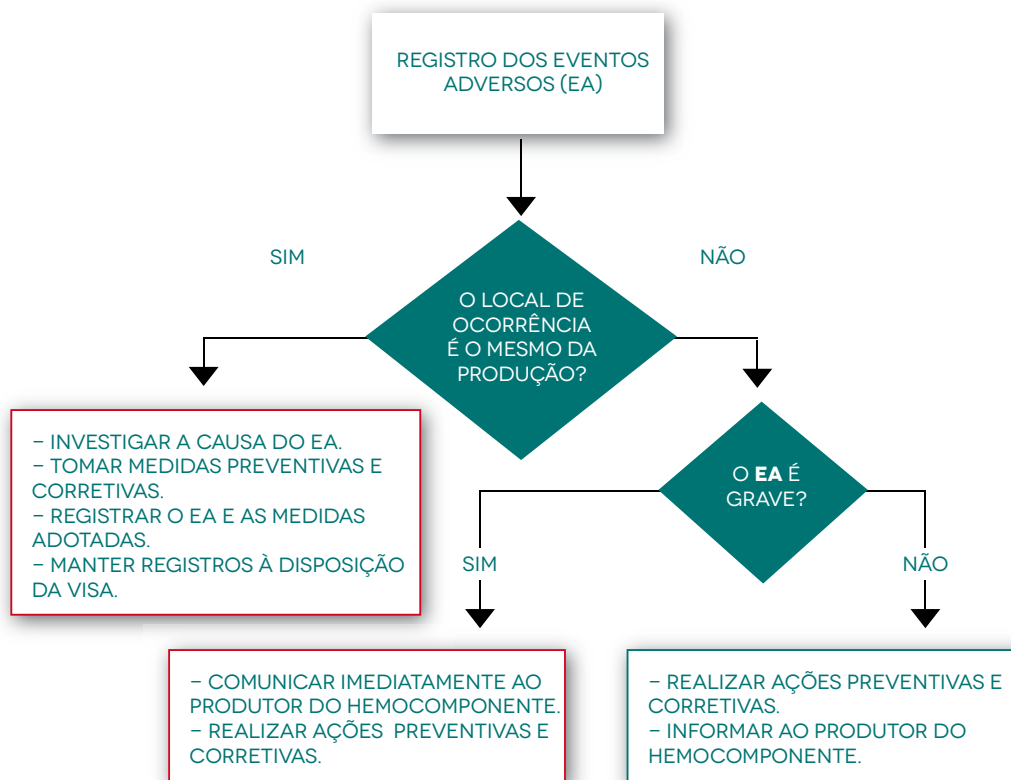 REGISTRO DOS EVENTOS
ADVERSOS (EA)
SIM
NÃO
O LOCAL DE
OCORRÊNCIA
É O MESMO DA
PRODUÇÃO?
– INVESTIGAR A CAUSA DO EA.
– TOMAR MEDIDAS PREVENTIVAS E
CORRETIVAS.
– REGISTRAR O EA E AS MEDIDAS
ADOTADAS.
– MANTER REGISTROS À DISPOSIÇÃO
DA VISA.
O EA É
GRAVE?
SIM
NÃO
– COMUNICAR IMEDIATAMENTE AO
PRODUTOR DO HEMOCOMPONENTE.
– REALIZAR AÇÕES PREVENTIVAS E
CORRETIVAS.
– REALIZAR AÇÕES PREVENTIVAS E
CORRETIVAS.
– INFORMAR AO PRODUTOR DO
HEMOCOMPONENTE.